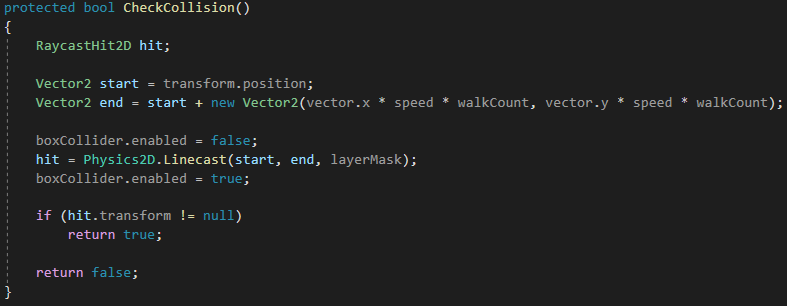 protected bool CheckCollision()
{
RaycastHit2D hit;
Vector2 start = transform.position;
Vector2 end = start + new Vector2(vector.x * speed * walkCount, vector.y * speed * walkCount);
boxCollider.enabled = false;
hit = Physics2D.Linecast(start, end, layerMask);
boxCollider.enabled = true;
if (hit.transform != null)
return true;
return false;
}